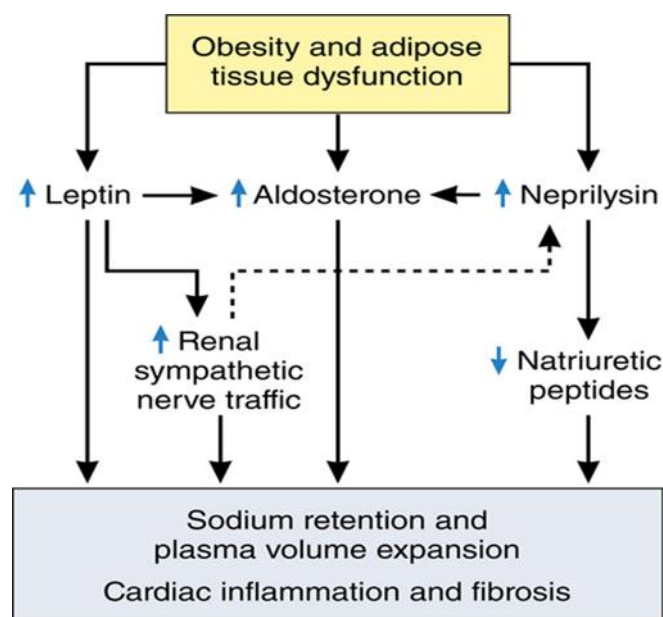 Obesity and adipose
tissue dysfunction
Leptin
Aldosterone
Neprilysin
Renal
sympathetic
nerve traffic
Natriuretic
peptides
Sodium retention and
plasma volume expansion
Cardiac inflammation and fibrosis